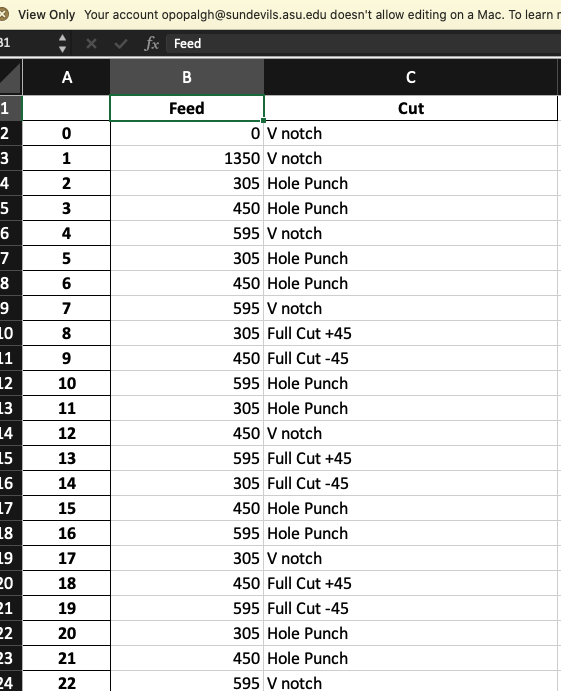 View Only Your account opopalgh@sundevils.asu.edu doesn't allow editing on a Mac. To learn
B1 fx Feed
A B C
1 Feed Cut
2 0 0 V notch
3 1 1350 V notch
4 2 305 Hole Punch
5 3 450 Hole Punch
6 4 595 V notch
7 5 305 Hole Punch
8 6 450 Hole Punch
9 7 595 V notch
10 8 305 Full Cut +45
11 9 450 Full Cut -45
12 10 595 Hole Punch
13 11 305 Hole Punch
14 12 450 V notch
15 13 595 Full Cut +45
16 14 305 Full Cut -45
17 15 450 Hole Punch
18 16 595 Hole Punch
19 17 305 V notch
20 18 450 Full Cut +45
21 19 595 Full Cut -45
22 20 305 Hole Punch
23 21 450 Hole Punch
24 22 595 V notch